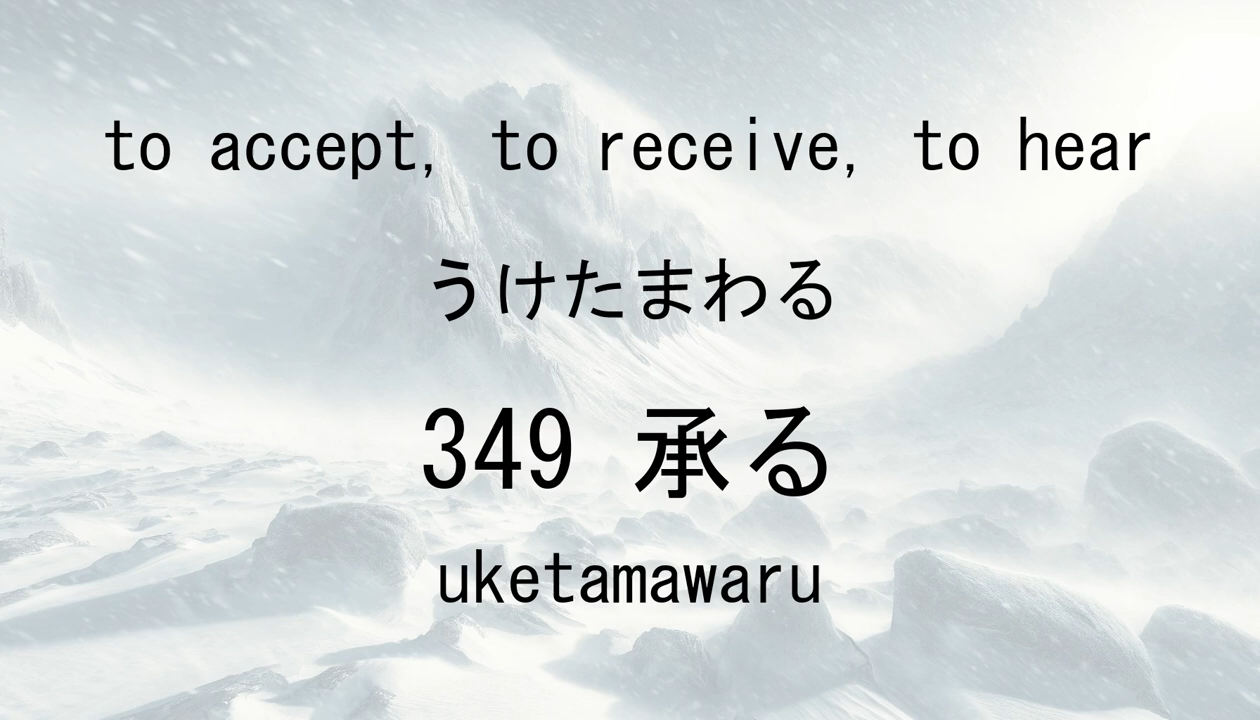 to accept, to receive, to hear
うけたまわる
349 承る
uketamawaru